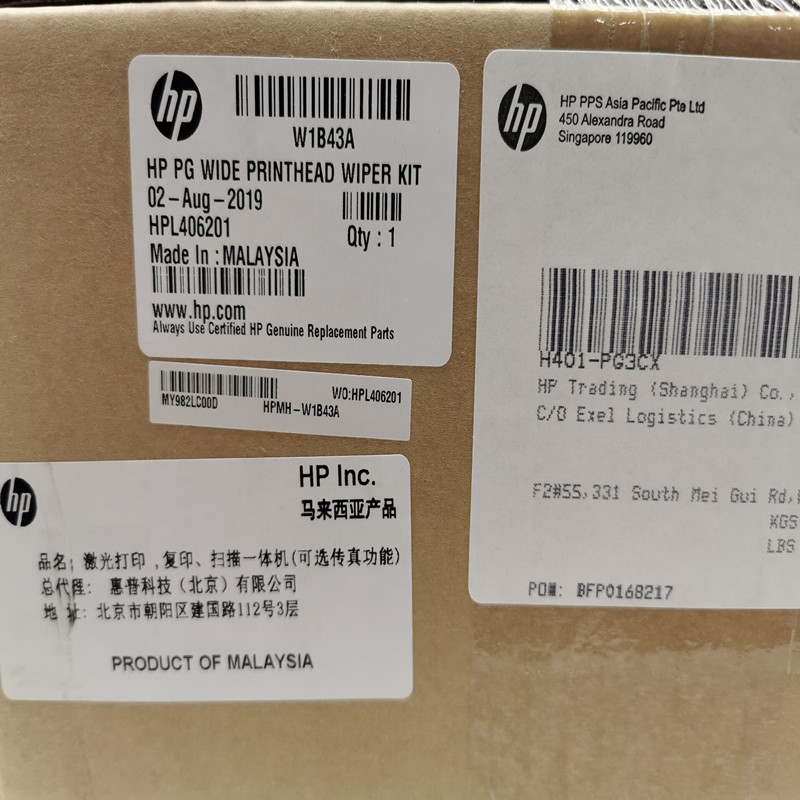 hp
W1B43A
HP PG WIDE PRINTHEAD WIPER KIT
02-Aug-2019
HPL406201
Qty : 1
Made In : MALAYSIA
www.hp.com
Always Use Certified HP Genuine Replacement Parts
MY982LC00D
HPMH-W1B43A
WO:HPL406201
hp
HP Inc.
马来西亚产品
品名: 激光打印,复印、扫描一体机(可选传真功能)
总代理: 惠普科技(北京)有限公司
地 址: 北京市朝阳区建国路112号3层
PRODUCT OF MALAYSIA
hp
HP PPS Asia Pacific Pte Ltd
450 Alexandra Road
Singapore 119960
H401-PG3CX
HP Trading (Shanghai) Co.,
C/O Exel Logistics (China)
F2#55,331 South Mei Gui Rd,
KGS
LBS
PO#: BFP0168217